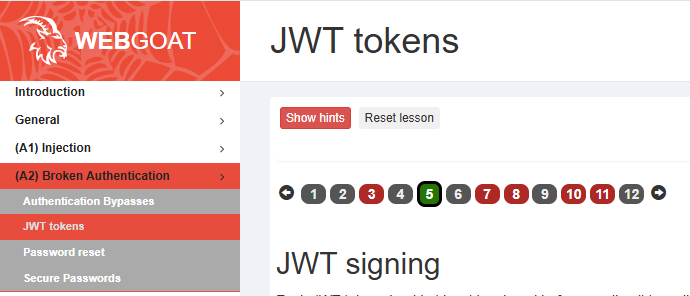 WEBGOAT
JWT tokens
Introduction
General
(A1) Injection
(A2) Broken Authentication
Authentication Bypasses
JWT tokens
Password reset
Secure Passwords
Show hints
Reset lesson
1 2 3 4 5 6 7 8 9 10 11 12
JWT signing